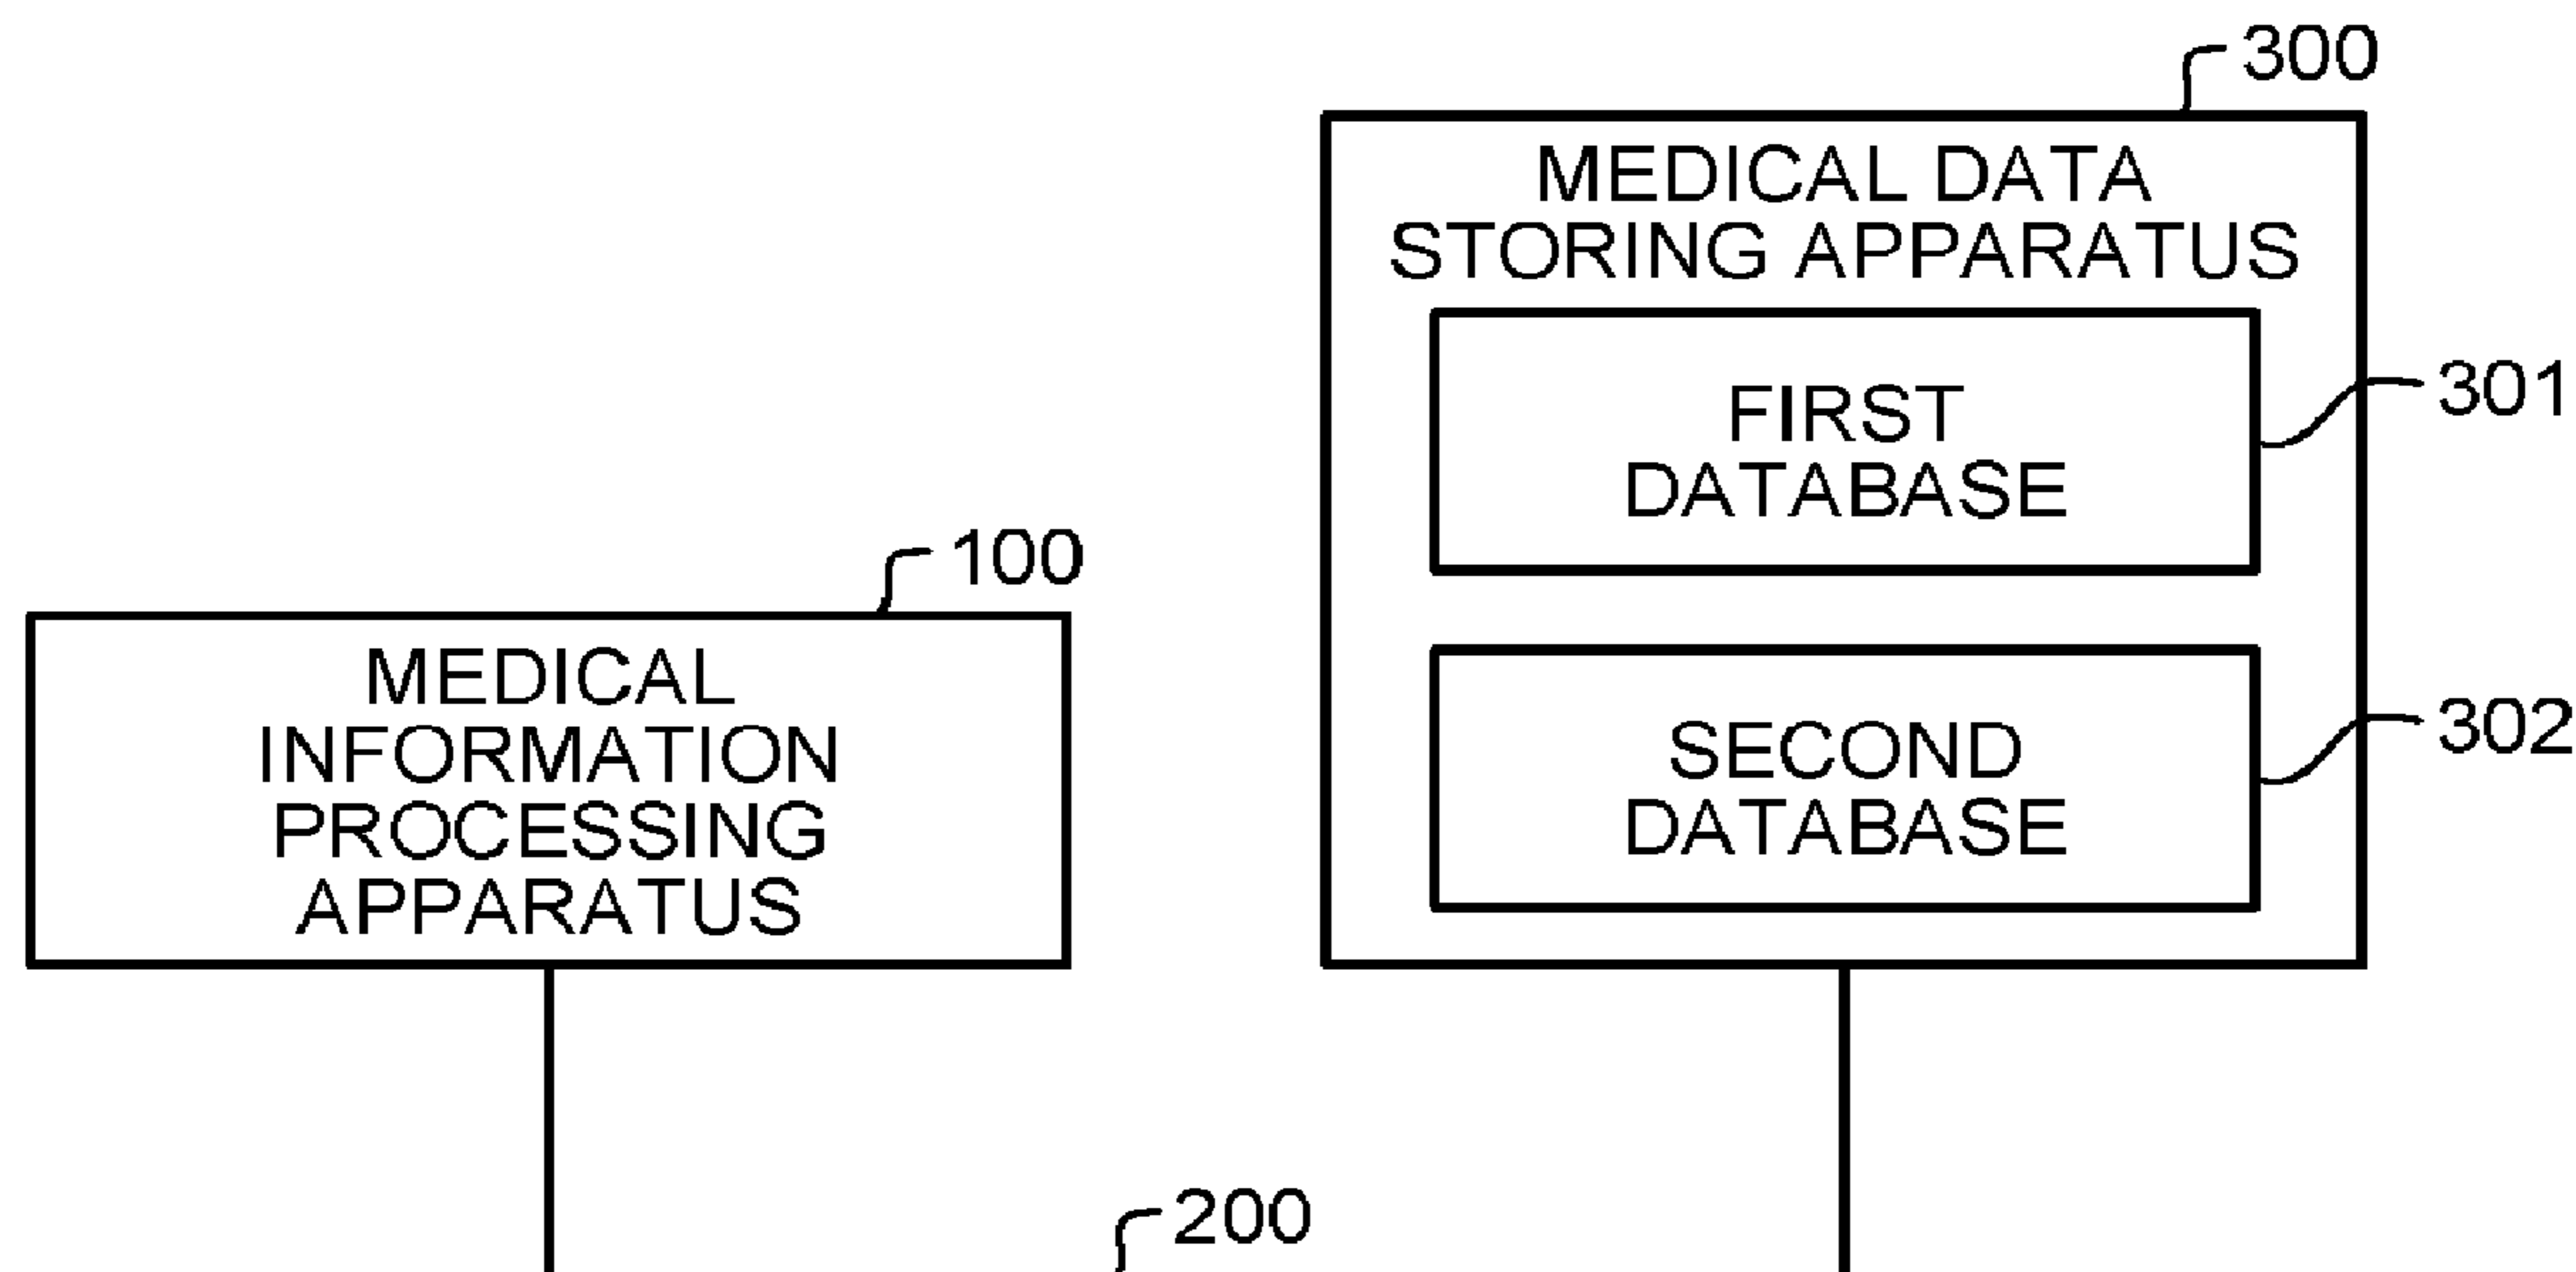 300
MEDICAL DATA
STORING APPARATUS
FIRST
DATABASE
301
100
MEDICAL
INFORMATION
PROCESSING
APPARATUS
SECOND
DATABASE
302
200